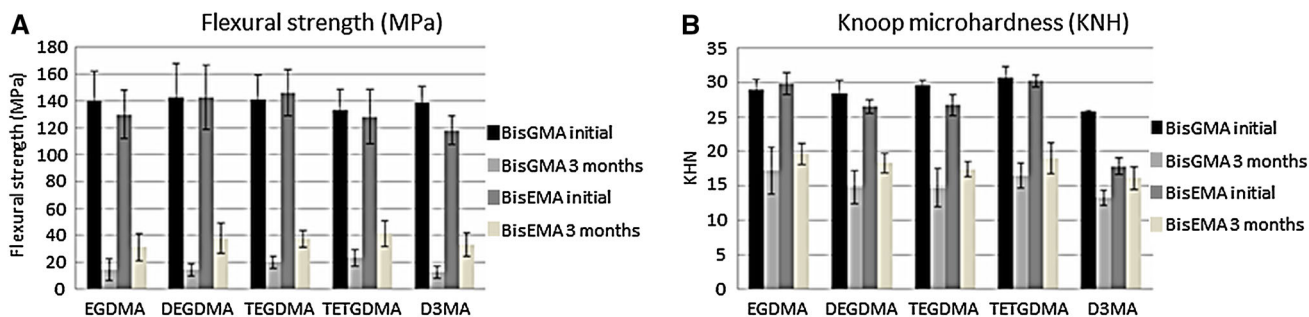 A
Flexural strength (MPa)
180
160
140
120
100
80
60
40
20
0
Flexural strength (MPa)
EGDMA DEGDMA TEGDMA TETGDMA D3MA
BisGMA initial
BisGMA 3 months
BisEMA initial
BisEMA 3 months
B
Knoop microhardness (KNH)
35
30
25
20
15
10
5
0
KHN
EGDMA DEGDMA TEGDMA TETGDMA D3MA
BisGMA initial
BisGMA 3 months
BisEMA initial
BisEMA 3 months